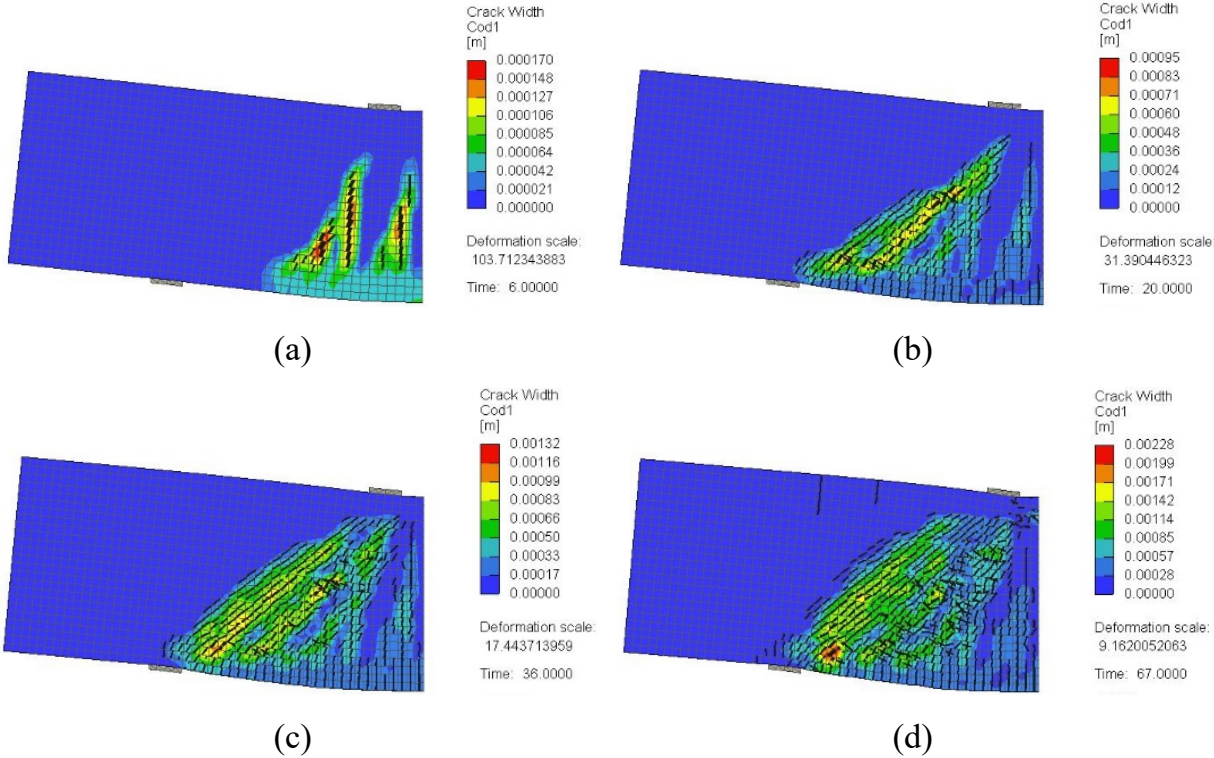 Crack Width
Cod1
[m]
0.000170
0.000148
0.000127
0.000106
0.000085
0.000064
0.000042
0.000021
0.000000
Deformation scale:
103.712343883
Time: 6.00000
(a)
Crack Width
Cod1
[m]
0.00095
0.00083
0.00071
0.00060
0.00048
0.00036
0.00024
0.00012
0.00000
Deformation scale:
31.390446323
Time: 20.0000
(b)
Crack Width
Cod1
[m]
0.00132
0.00116
0.00099
0.00083
0.00066
0.00050
0.00033
0.00017
0.00000
Deformation scale:
17.443713959
Time: 36.0000
(c)
Crack Width
Cod1
[m]
0.00228
0.00199
0.00171
0.00142
0.00114
0.00085
0.00057
0.00028
0.00000
Deformation scale:
9.1620052063
Time: 67.0000
(d)